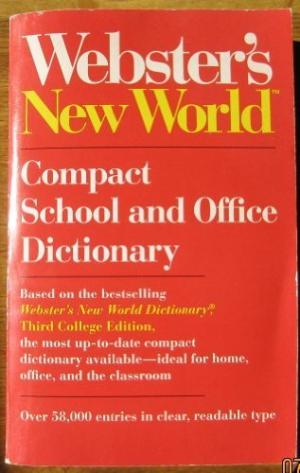 Webster's
New World™
Compact
School and Office
Dictionary
Based on the bestselling
Webster's New World Dictionary,®
Third College Edition,
the most up-to-date compact
dictionary available—ideal for home,
office, and the classroom
Over 58,000 entries in clear, readable type
07